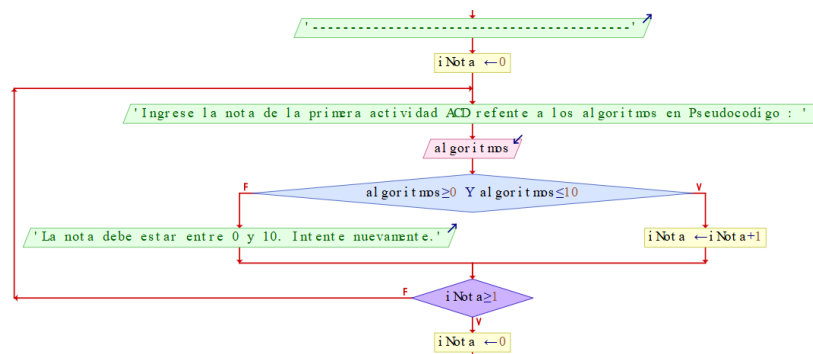 '------------------------------------------'
iNota ←0
'Ingrese la nota de la primera actividad ACD refente a los algoritmos en Pseudocodigo : '
algoritmos
algoritmos≥0 Y algoritmos≤10
F
V
'La nota debe estar entre 0 y 10. Intente nuevamente.'
iNota ←iNota+1
F
iNota≥1
V
iNota ←0